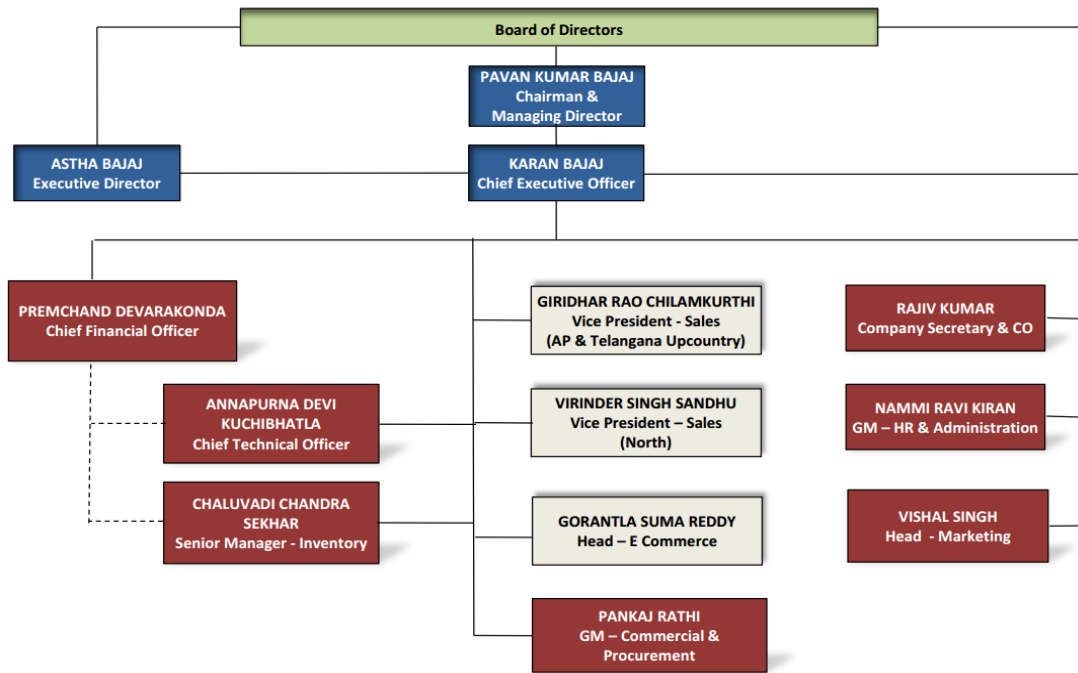 Board of Directors
PAVAN KUMAR BAJAJ
Chairman &
Managing Director
ASTHA BAJAJ
Executive Director
KARAN BAJAJ
Chief Executive Officer
PREMCHAND DEVARAKONDA
Chief Financial Officer
GIRIDHAR RAO CHILAMKURTHI
Vice President - Sales
(AP & Telangana Upcountry)
RAJIV KUMAR
Company Secretary & CO
ANNAPURNA DEVI
KUCHIBHATLA
Chief Technical Officer
VIRINDER SINGH SANDHU
Vice President – Sales
(North)
NAMMI RAVI KIRAN
GM – HR & Administration
CHALUVADI CHANDRA
SEKHAR
Senior Manager - Inventory
GORANTLA SUMA REDDY
Head – E Commerce
VISHAL SINGH
Head - Marketing
PANKAJ RATHI
GM – Commercial &
Procurement